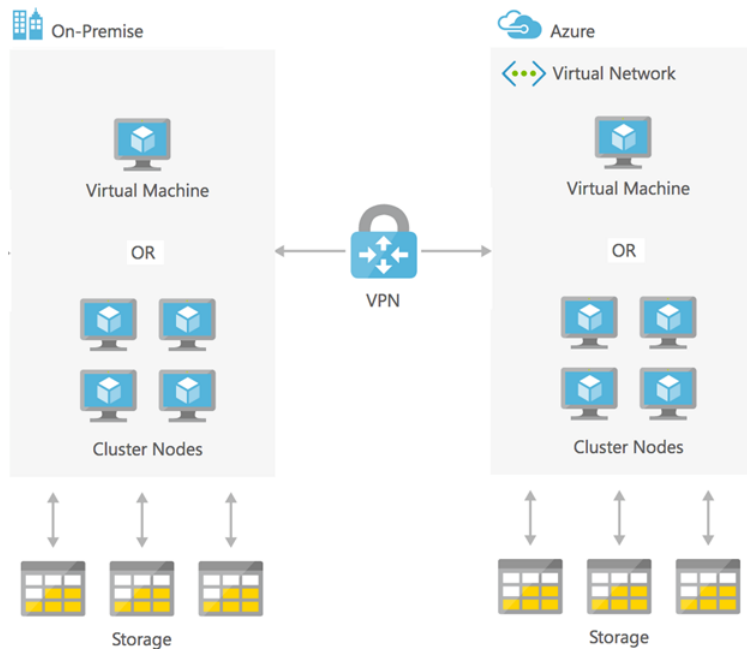 On-Premise
Virtual Machine
OR
Cluster Nodes
Storage
VPN
Azure
Virtual Network
Virtual Machine
OR
Cluster Nodes
Storage